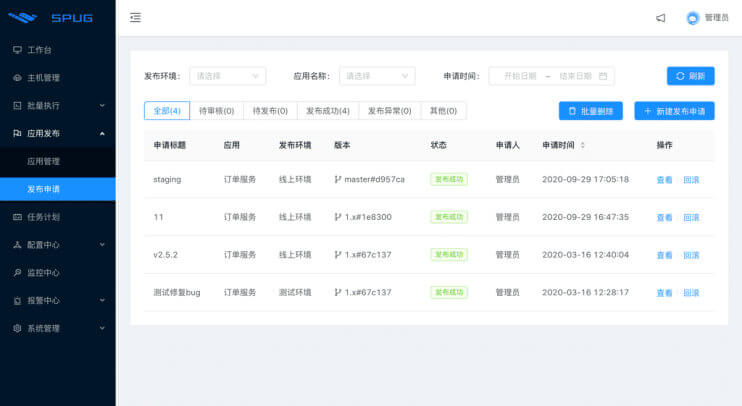 SPUG
管理员
工作台
主机管理
批量执行
应用发布
应用管理
发布申请
任务计划
配置中心
监控中心
报警中心
系统管理
发布环境： 请选择 应用名称： 请选择 申请时间： 开始日期 ~ 结束日期 刷新
全部(4) 待审核(0) 待发布(0) 发布成功(4) 发布异常(0) 其他(0) 批量删除 新建发布申请
申请标题 应用 发布环境 版本 状态 申请人 申请时间 操作
staging 订单服务 线上环境 master#d957ca 发布成功 管理员 2020-09-29 17:05:18 查看 回滚
11 订单服务 线上环境 1.x#1e8300 发布成功 管理员 2020-09-29 16:47:35 查看 回滚
v2.5.2 订单服务 线上环境 1.x#67c137 发布成功 管理员 2020-03-16 12:40:04 查看 回滚
测试修复bug 订单服务 测试环境 1.x#67c137 发布成功 管理员 2020-03-16 12:28:17 查看 回滚